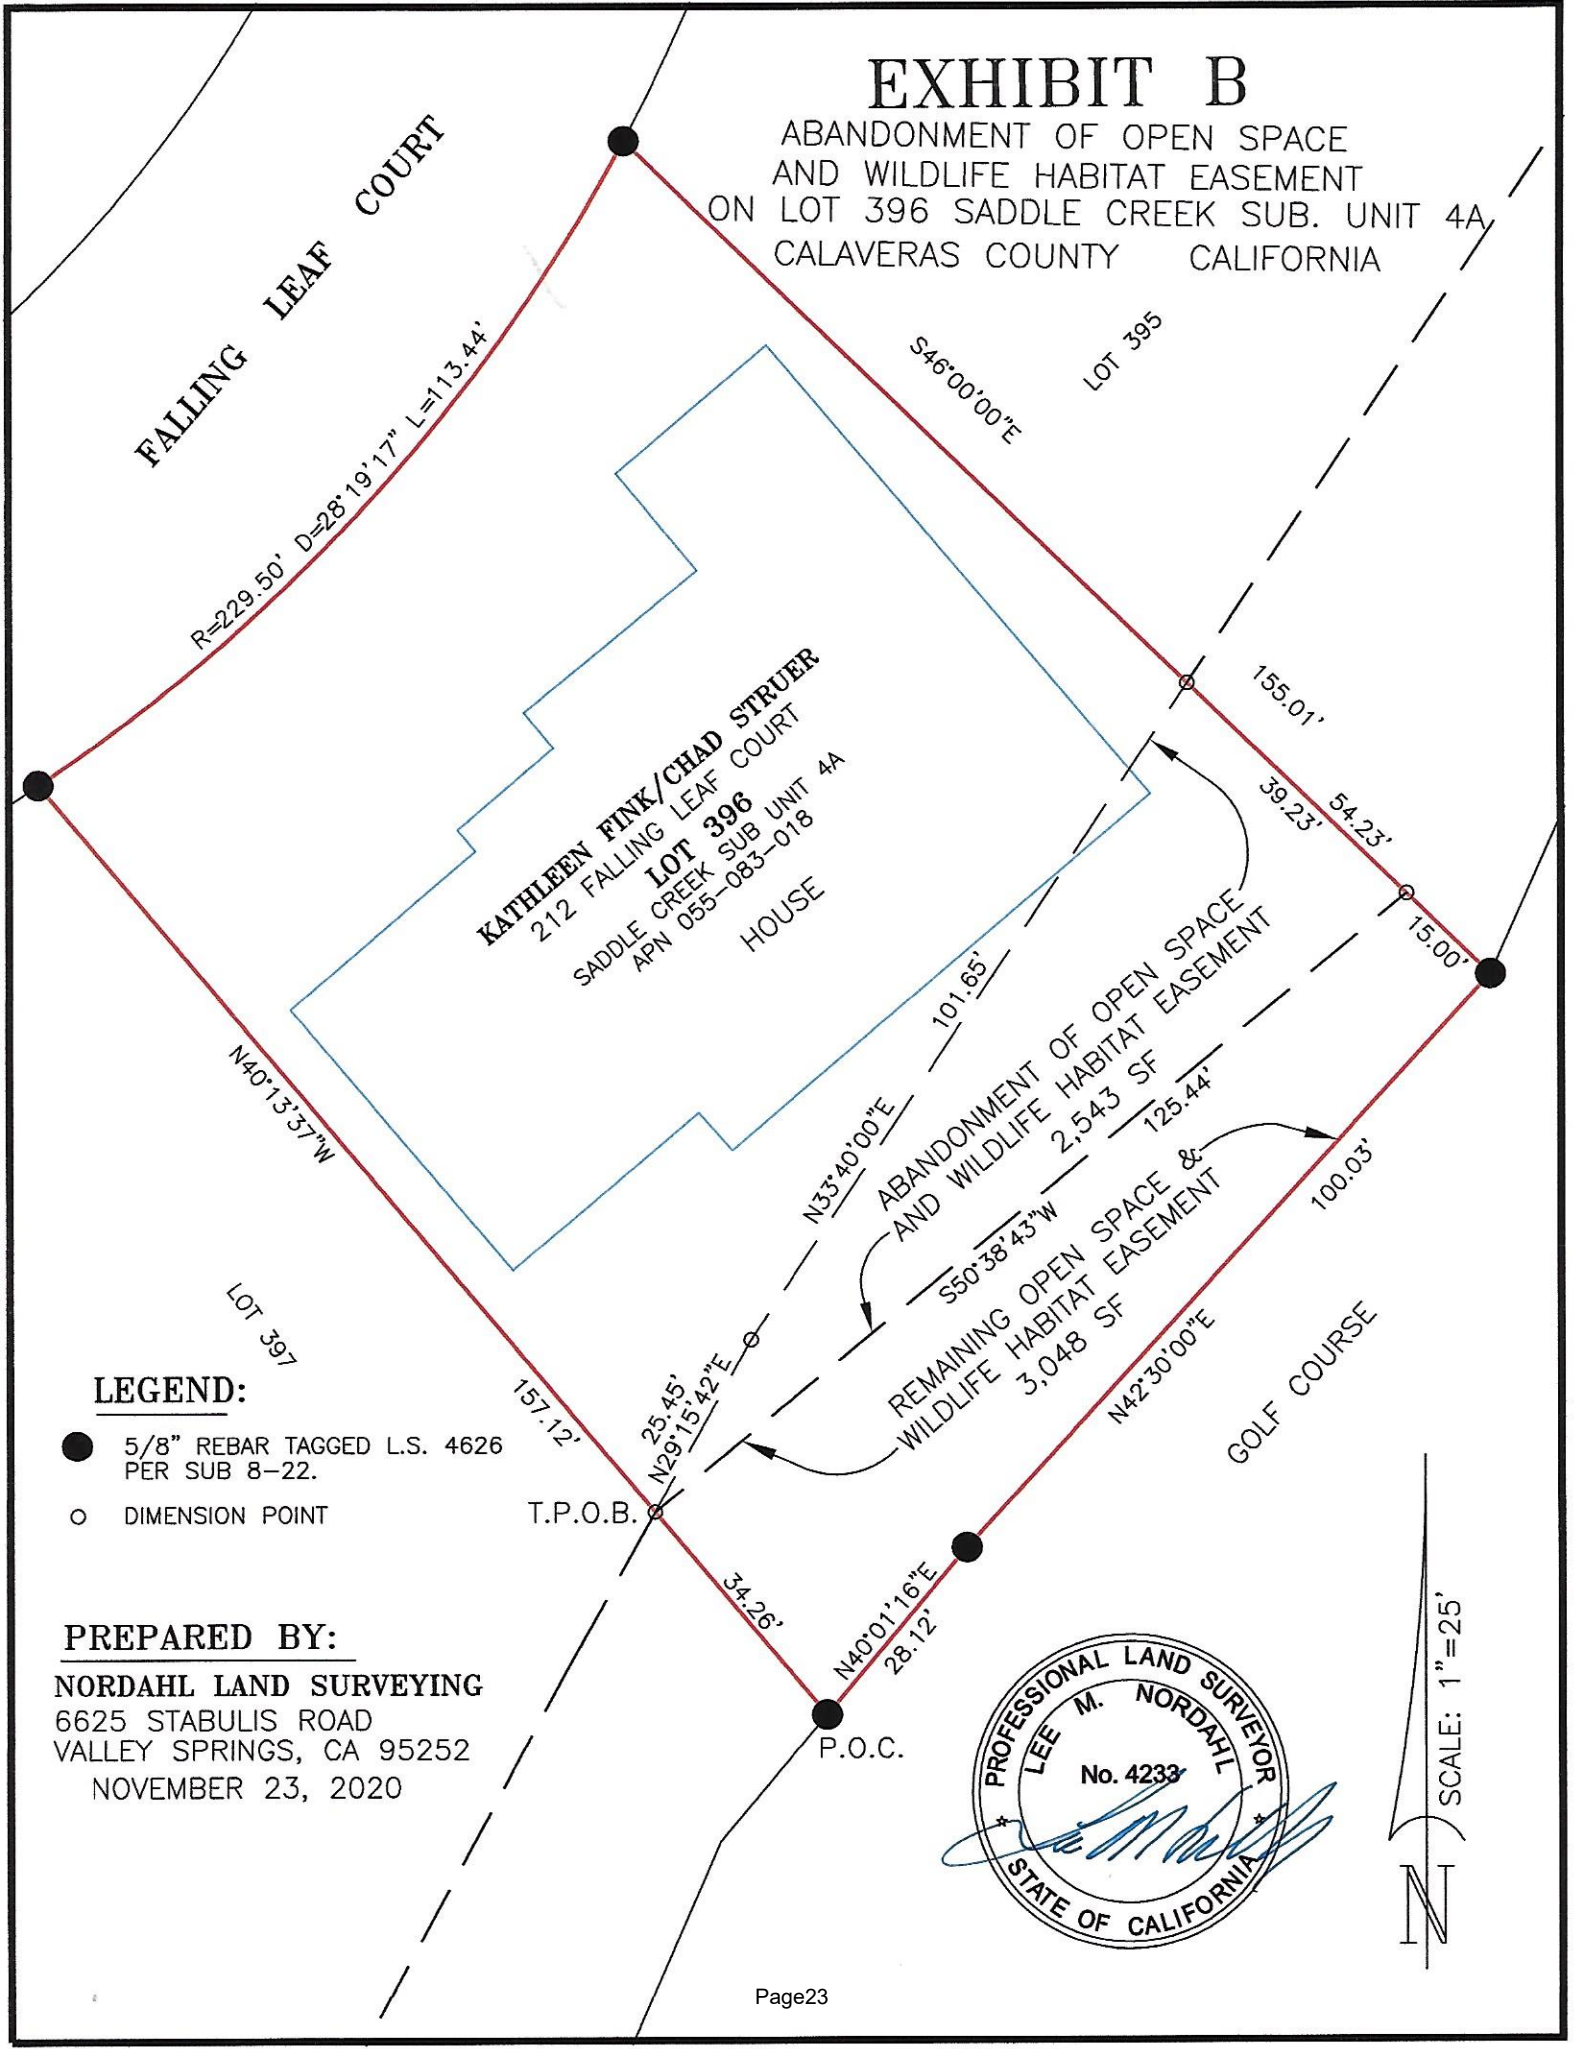 EXHIBIT B
ABANDONMENT OF OPEN SPACE
AND WILDLIFE HABITAT EASEMENT
ON LOT 396 SADDLE CREEK SUB. UNIT 4A
CALAVERAS COUNTY CALIFORNIA
FALLING LEAF COURT
R=229.50' D=28°19'17" L=113.44'
S46°00'00"E
LOT 395
155.01'
39.23'
54.23'
15.00'
KATHLEEN FINK/CHAD STRUER
212 FALLING LEAF COURT
LOT 396
SADDLE CREEK SUB UNIT 4A
APN 055-083-018
HOUSE
N33°40'00"E
101.65'
ABANDONMENT OF OPEN SPACE
AND WILDLIFE HABITAT EASEMENT
2,543 SF
S50°38'43"W
125.44'
REMAINING OPEN SPACE &
WILDLIFE HABITAT EASEMENT
3,048 SF
N42°30'00"E
100.03'
GOLF COURSE
N40°13'37"W
157.12'
LOT 397
25.45'
N29°15'42"E
T.P.O.B.
34.26'
N40°01'16"E
28.12'
P.O.C.
LEGEND:
5/8" REBAR TAGGED L.S. 4626
PER SUB 8-22.
DIMENSION POINT
PREPARED BY:
NORDAHL LAND SURVEYING
6625 STABULIS ROAD
VALLEY SPRINGS, CA 95252
NOVEMBER 23, 2020
PROFESSIONAL LAND SURVEYOR
LEE M. NORDAHL
No. 4233
STATE OF CALIFORNIA
SCALE: 1"=25'
N
Page23